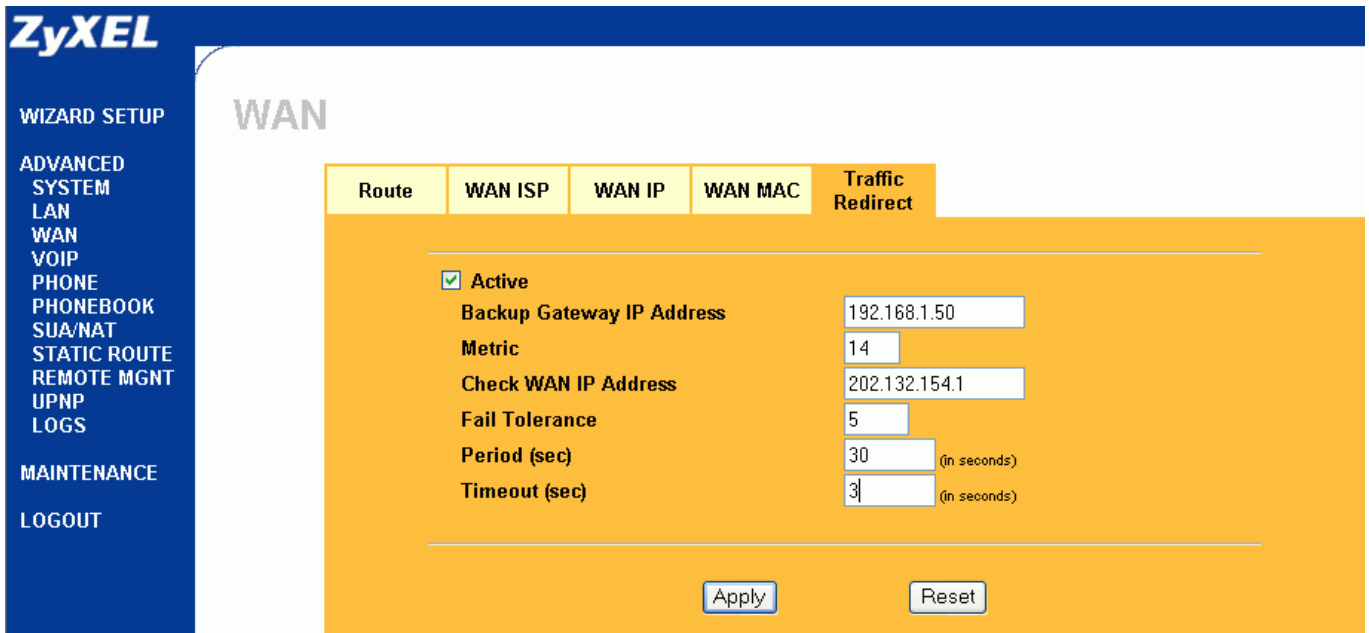 ZyXEL
WIZARD SETUP
ADVANCED
SYSTEM
LAN
WAN
VOIP
PHONE
PHONEBOOK
SUA/NAT
STATIC ROUTE
REMOTE MGNT
UPNP
LOGS
MAINTENANCE
LOGOUT
WAN
Route
WAN ISP
WAN IP
WAN MAC
Traffic
Redirect
Active
Backup Gateway IP Address 192.168.1.50
Metric 14
Check WAN IP Address 202.132.154.1
Fail Tolerance 5
Period (sec) 30 (in seconds)
Timeout (sec) 3 (in seconds)
Apply
Reset